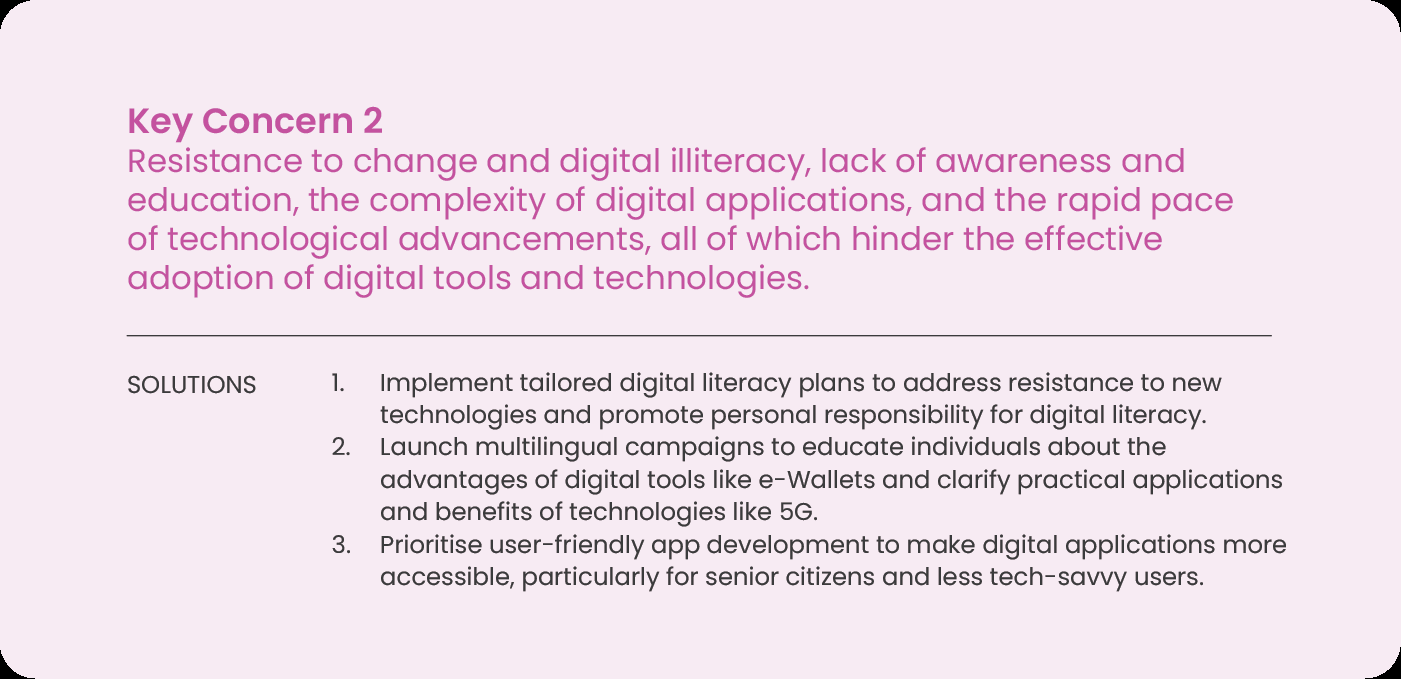 Key Concern 2
Resistance to change and digital illiteracy, lack of awareness and
education, the complexity of digital applications, and the rapid pace
of technological advancements, all of which hinder the effective
adoption of digital tools and technologies.
SOLUTIONS
1. Implement tailored digital literacy plans to address resistance to new
technologies and promote personal responsibility for digital literacy.
2. Launch multilingual campaigns to educate individuals about the
advantages of digital tools like e-Wallets and clarify practical applications
and benefits of technologies like 5G.
3. Prioritise user-friendly app development to make digital applications more
accessible, particularly for senior citizens and less tech-savvy users.